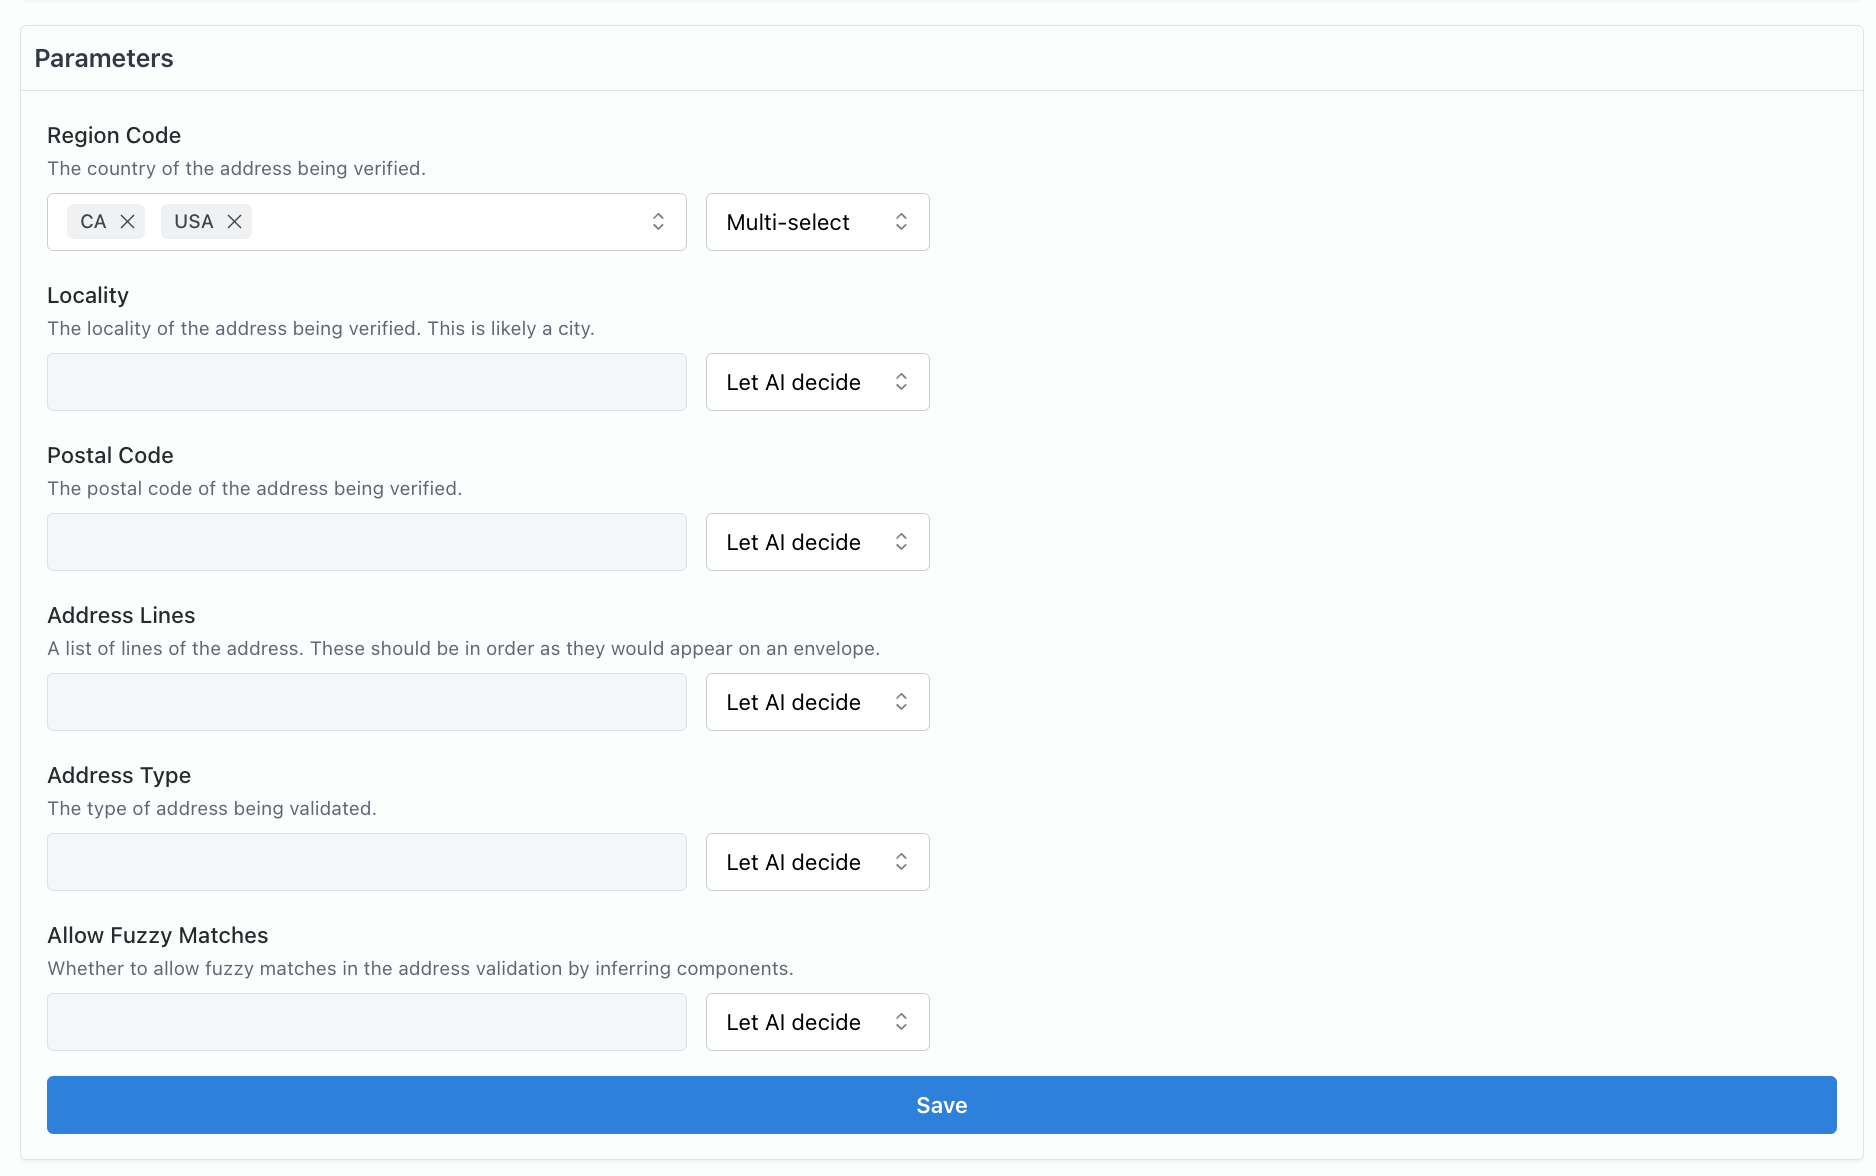 Parameters
Region Code
The country of the address being verified.
CA USA Multi-select
Locality
The locality of the address being verified. This is likely a city.
Let AI decide
Postal Code
The postal code of the address being verified.
Let AI decide
Address Lines
A list of lines of the address. These should be in order as they would appear on an envelope.
Let AI decide
Address Type
The type of address being validated.
Let AI decide
Allow Fuzzy Matches
Whether to allow fuzzy matches in the address validation by inferring components.
Let AI decide
Save